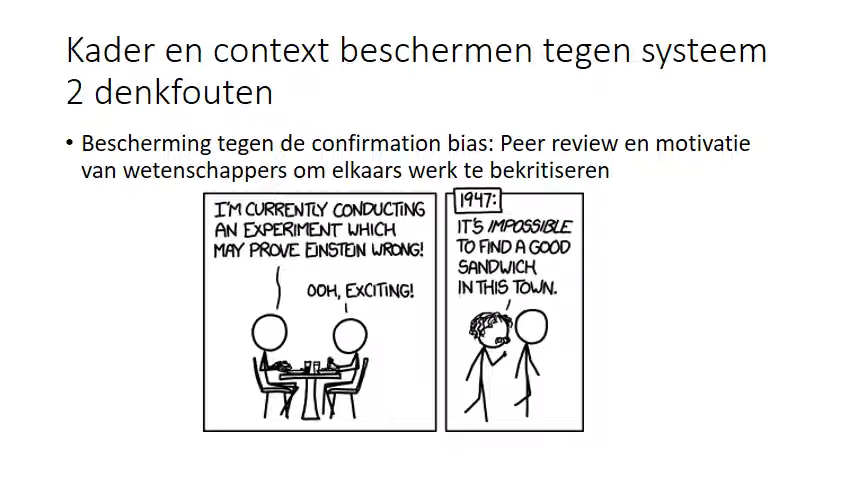 Kader en context beschermen tegen systeem
2 denkfouten
• Bescherming tegen de confirmation bias: Peer review en motivatie
van wetenschappers om elkaars werk te bekritiseren
I'M CURRENTLY CONDUCTING
AN EXPERIMENT WHICH
MAY PROVE EINSTEIN WRONG!
OOH, EXCITING!
1947:
IT'S IMPOSSIBLE
TO FIND A GOOD
SANDWICH
IN THIS TOWN.